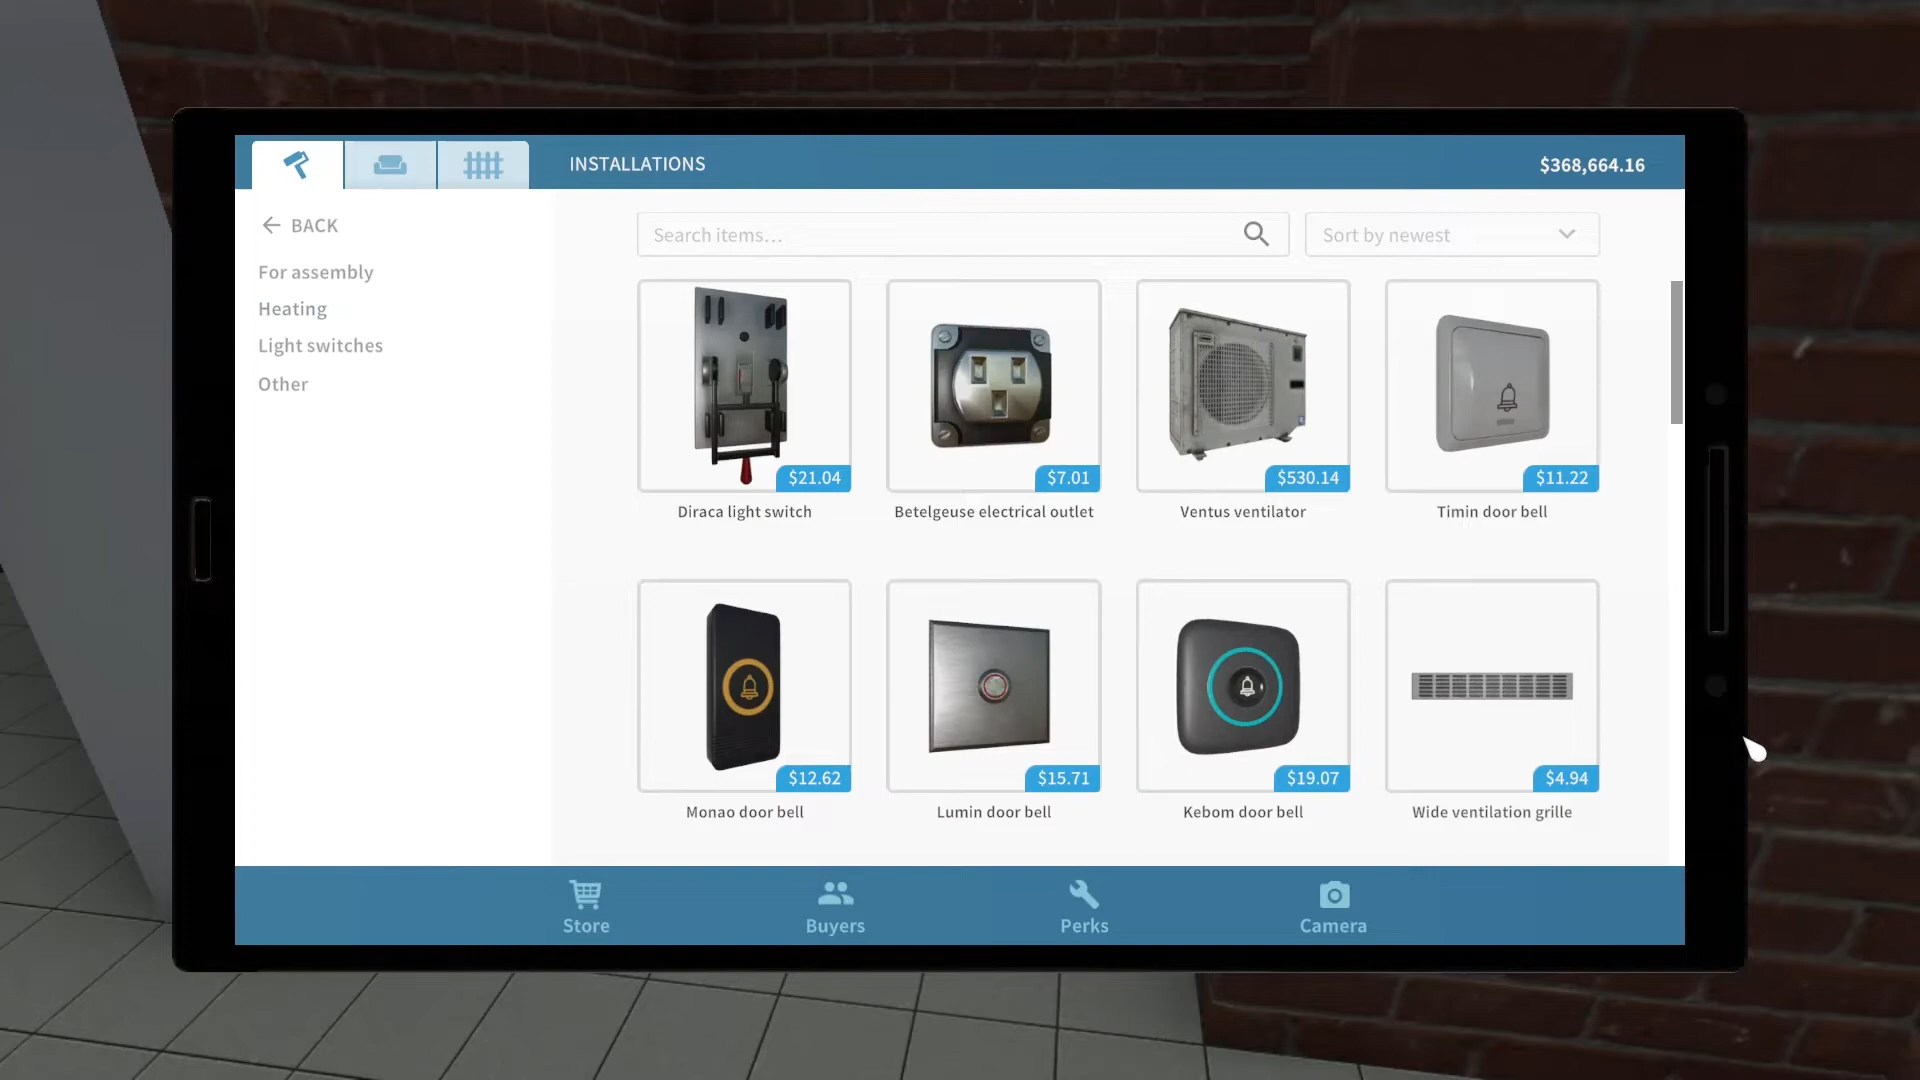 INSTALLATIONS
$368,664.16
BACK
For assembly
Heating
Light switches
Other
Search items...
Sort by newest
$21.04
$7.01
$530.14
$11.22
Diraca light switch
Betelgeuse electrical outlet
Ventus ventilator
Timin door bell
$12.62
$15.71
$19.07
$4.94
Monao door bell
Lumin door bell
Kebom door bell
Wide ventilation grille
Store
Buyers
Perks
Camera